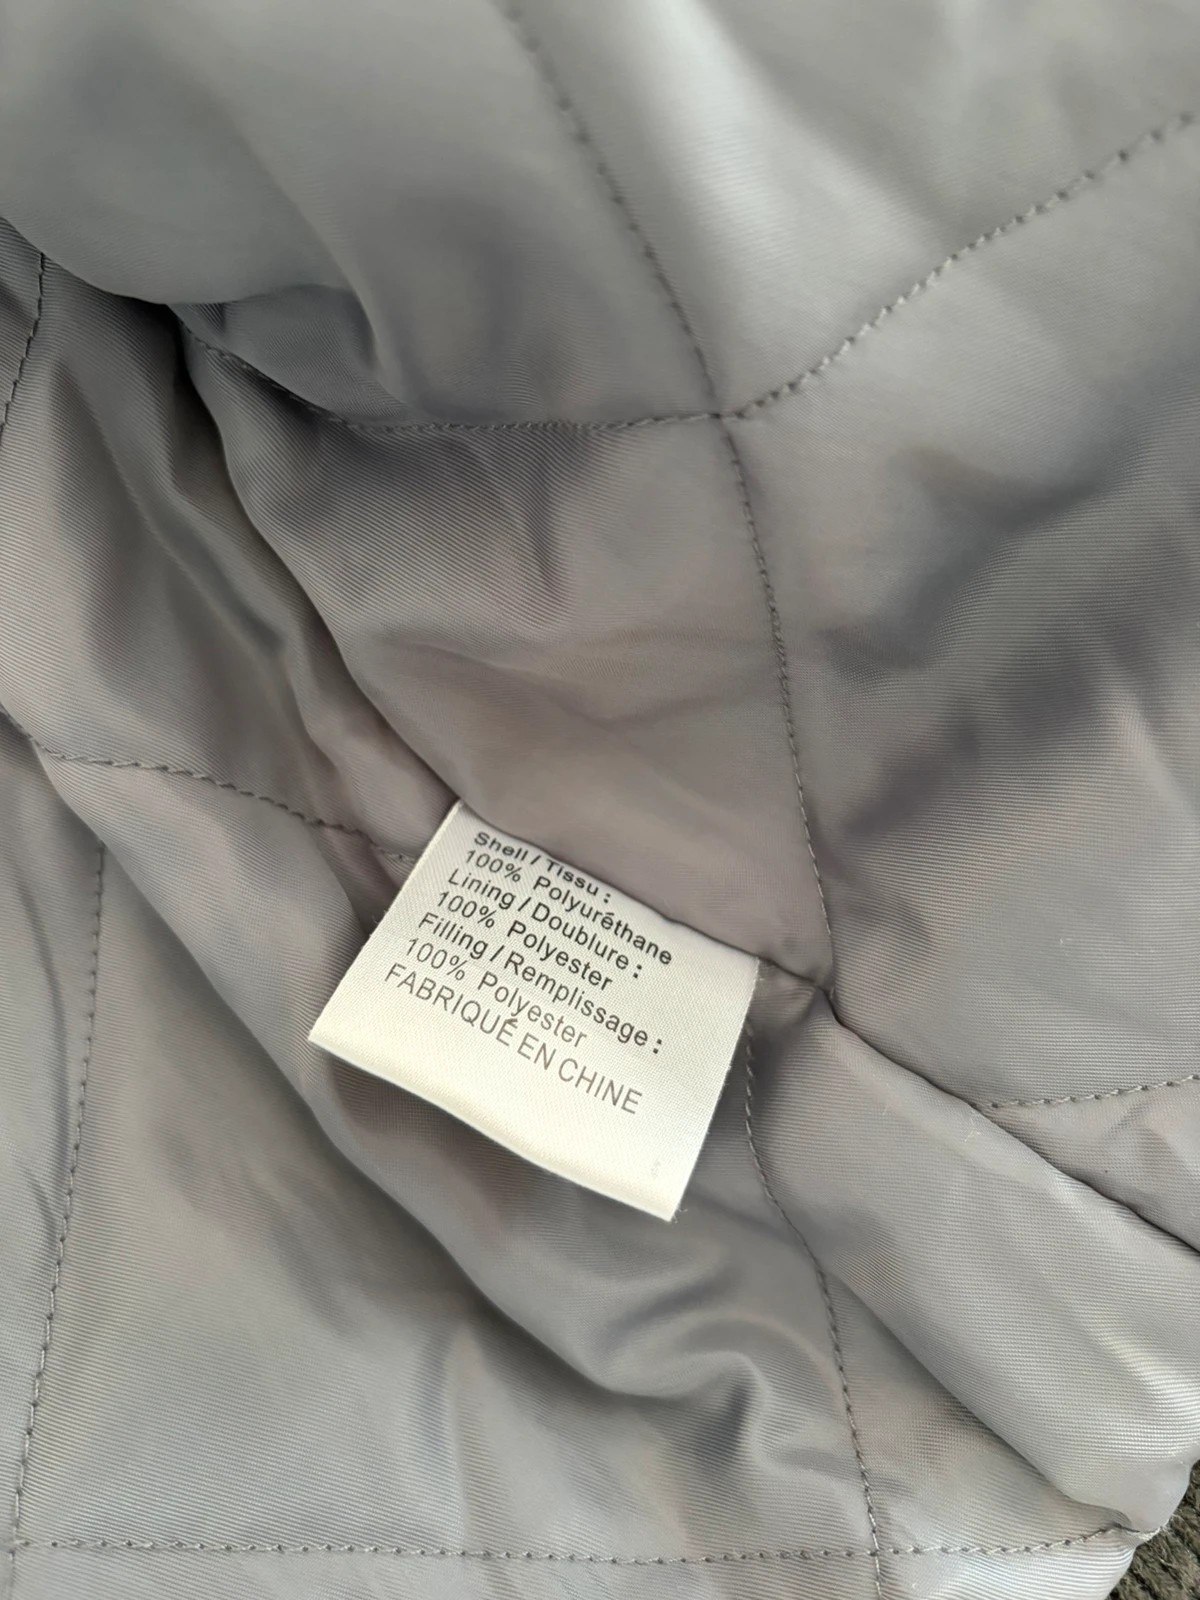 Shell / Tissu :
100% Polyuréthane
Lining / Doublure :
100% Polyester
Filling / Remplissage :
100% Polyester
FABRIQUÉ EN CHINE